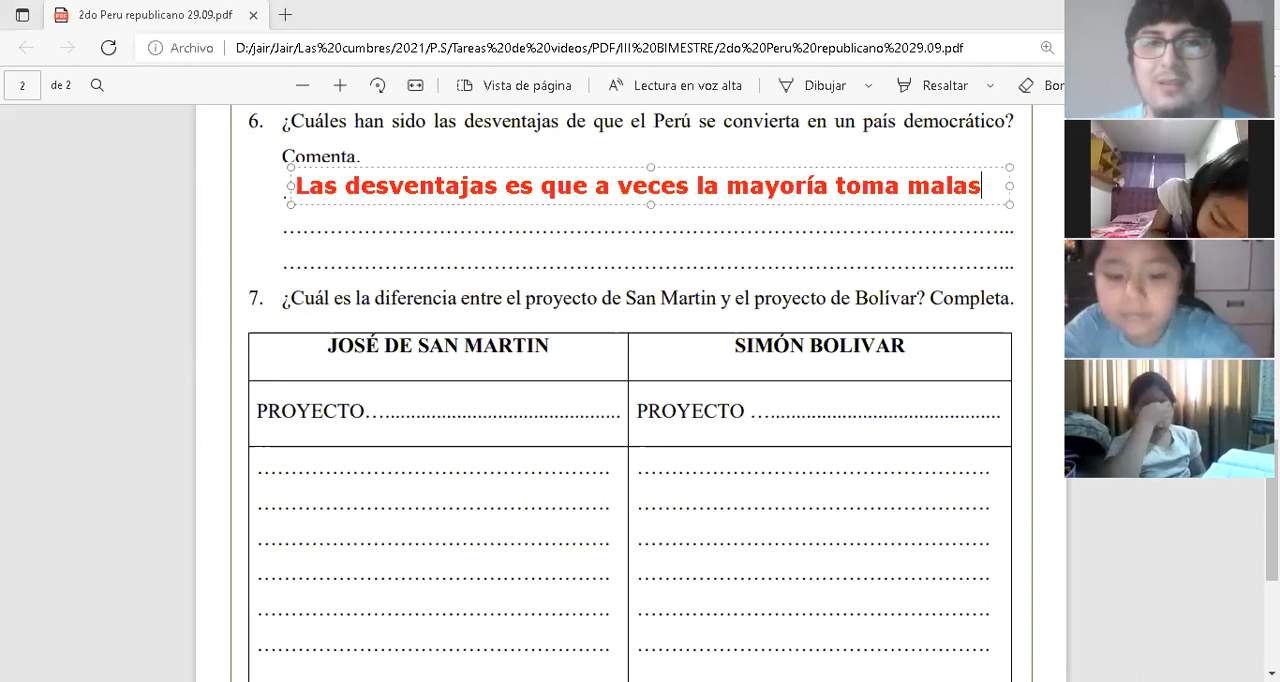 2do Peru republicano 29.09.pdf
Archivo D:/jair/Jair/Las%20cumbres/2021/P.S/Tareas%20de%20videos/PDF/III%20BIMESTRE/2do%20Peru%20republicano%2029.09.pdf
2 de 2 Vista de página Lectura en voz alta Dibujar Resaltar Bor
6. ¿Cuáles han sido las desventajas de que el Perú se convierta en un país democrático?
Comenta.
Las desventajas es que a veces la mayoría toma malas
7. ¿Cuál es la diferencia entre el proyecto de San Martin y el proyecto de Bolívar? Completa.
JOSÉ DE SAN MARTIN SIMÓN BOLIVAR
PROYECTO PROYECTO